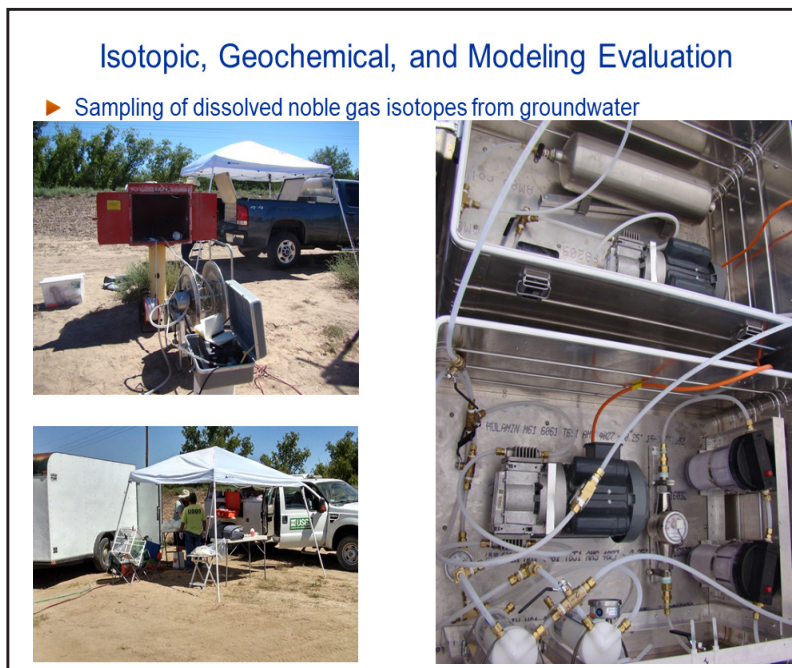 Isotopic, Geochemical, and Modeling Evaluation
Sampling of dissolved noble gas isotopes from groundwater
USGS